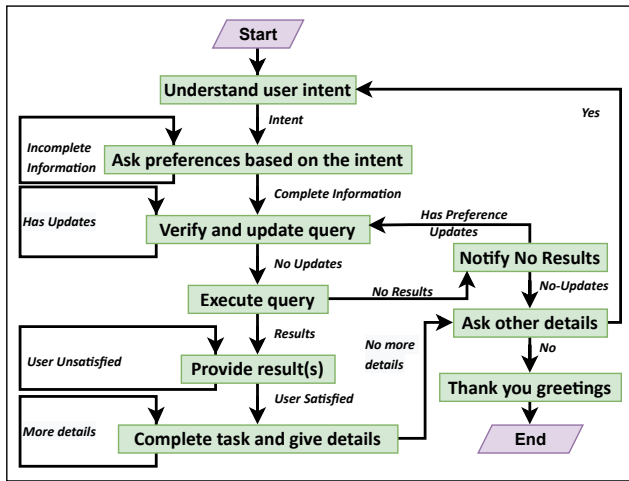 Start
Understand user intent
Intent
Yes
Incomplete
Information
Ask preferences based on the intent
Complete Information
Has Updates
Verify and update query
Has Preference
Updates
No Updates
Notify No Results
Execute query
No Results
No-Updates
Results
Ask other details
User Unsatisfied
Provide result(s)
No more
details
No
User Satisfied
Thank you greetings
More details
Complete task and give details
End